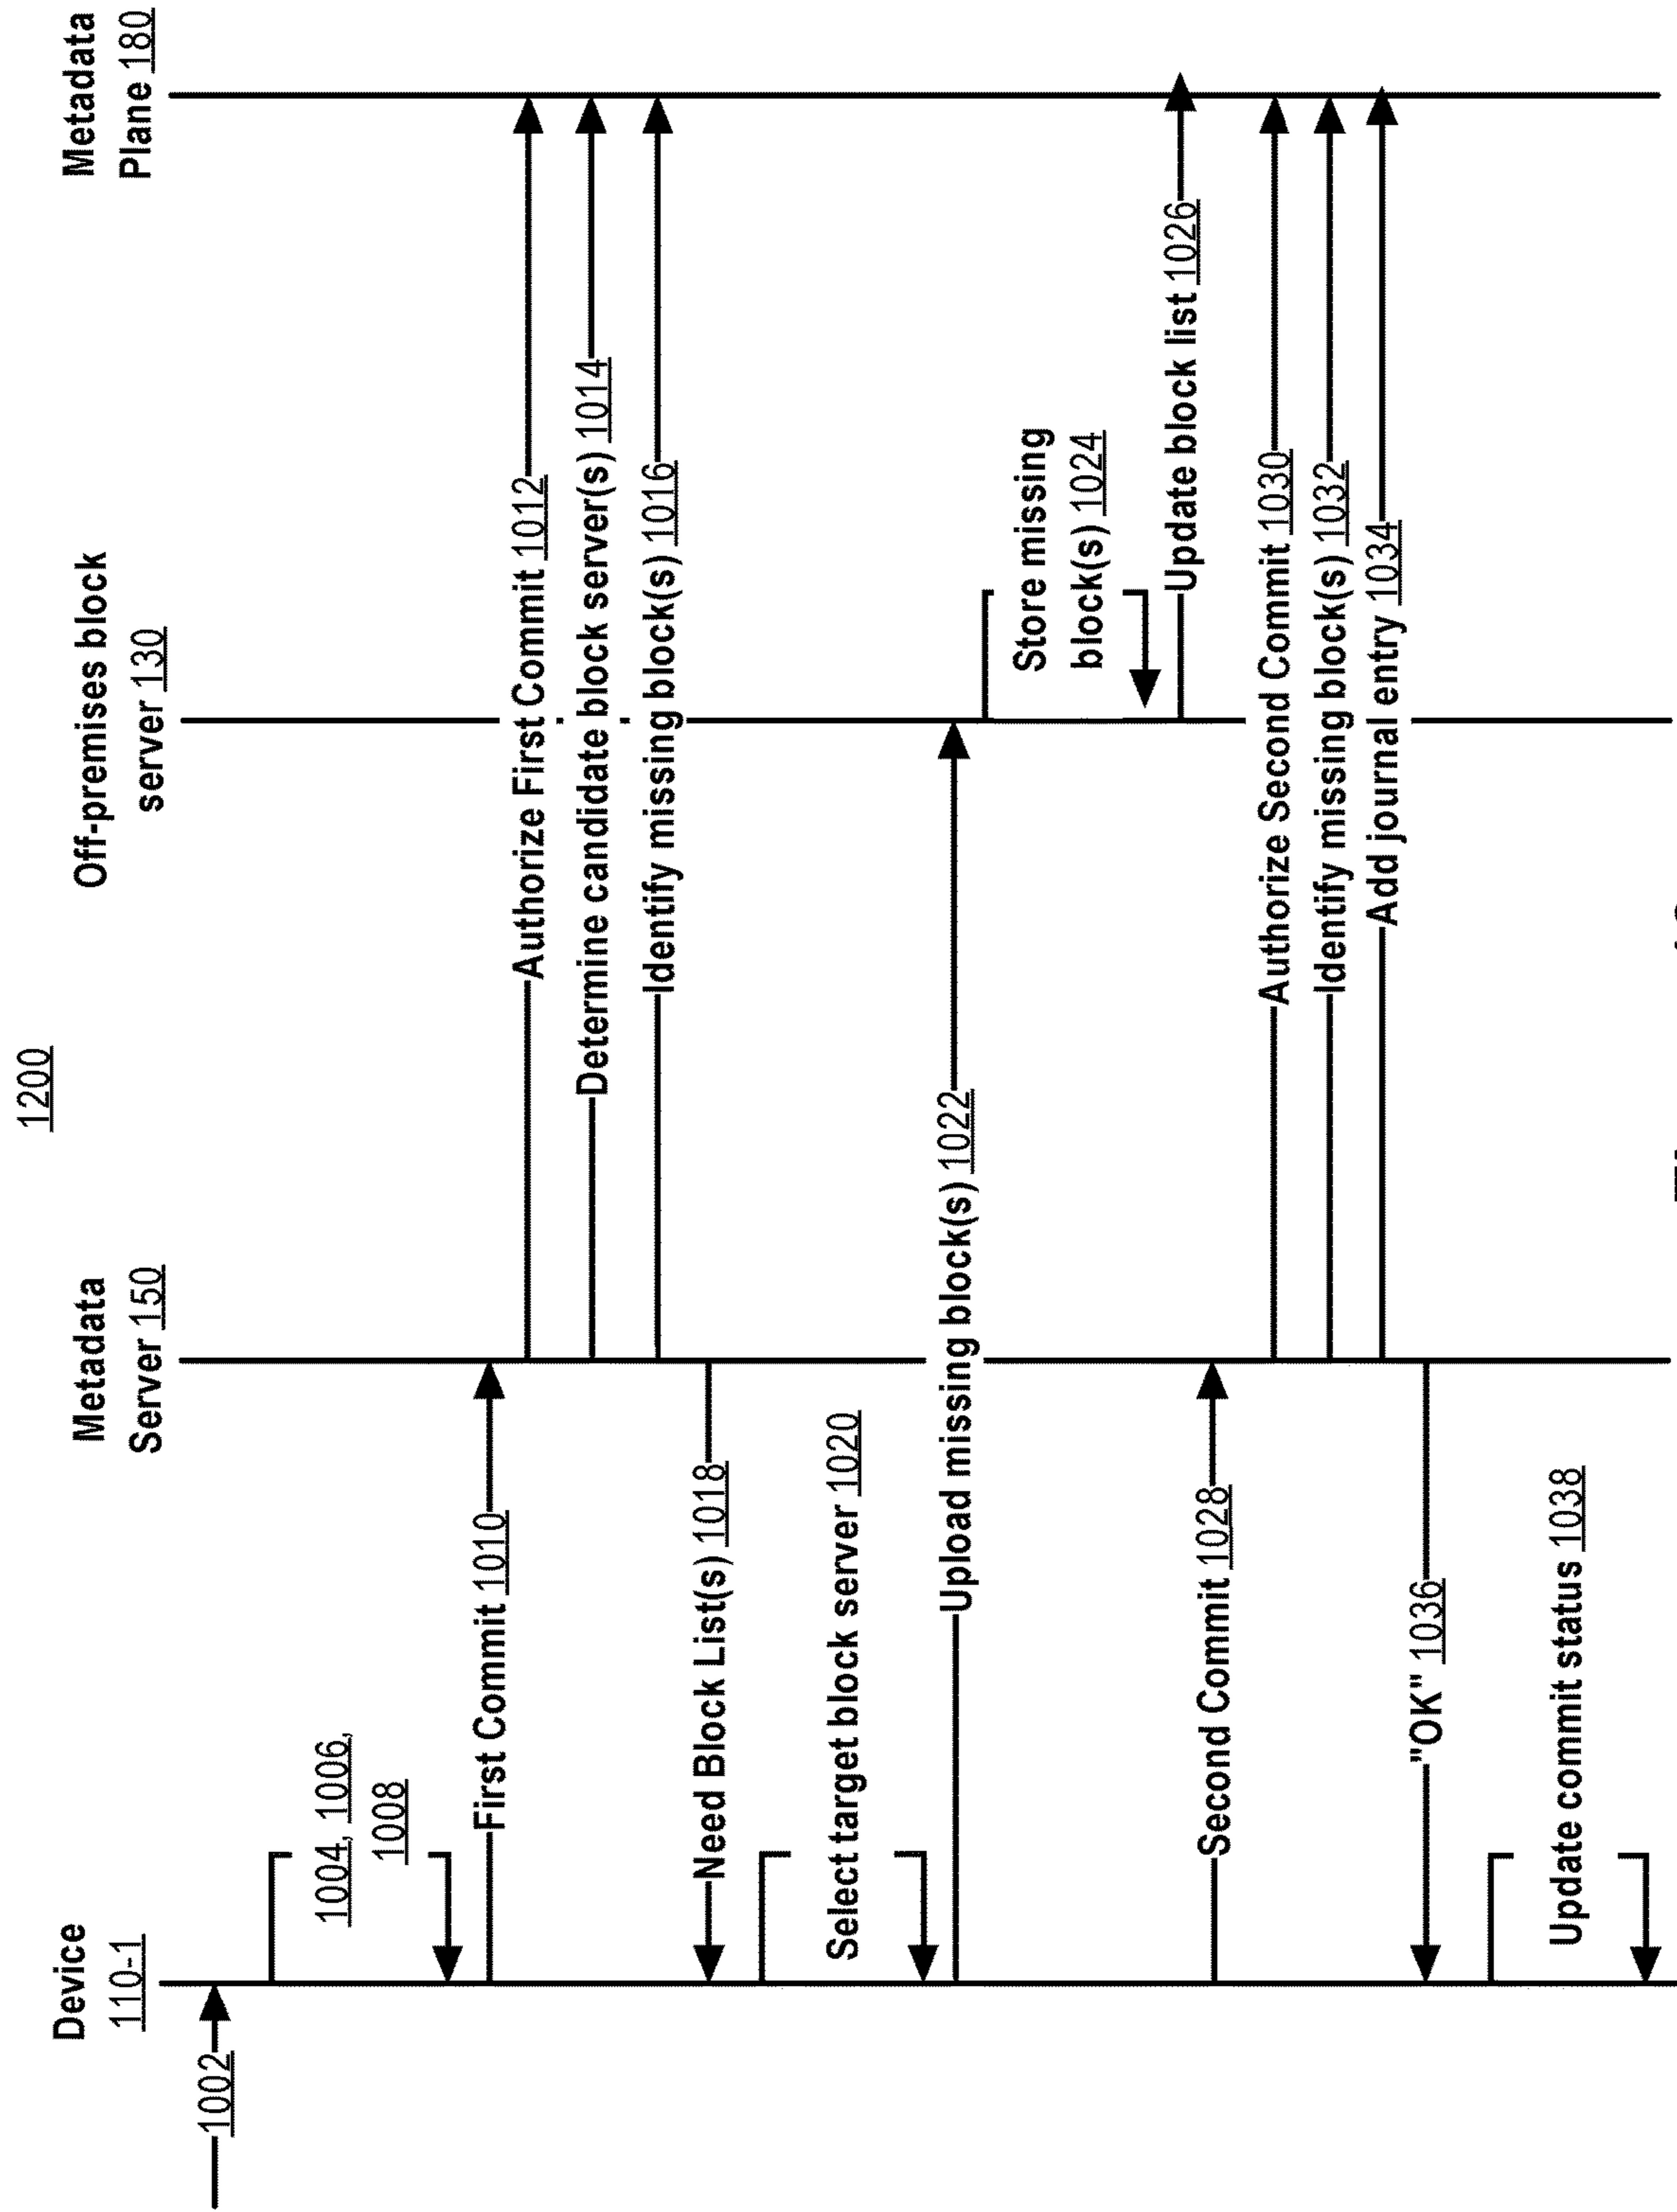 1200
Device
110-1
Metadata
Server 150
Off-premises block
server 130
Metadata
Plane 180
1002
1004, 1006,
1008
First Commit 1010
Authorize First Commit 1012
Determine candidate block server(s) 1014
Identify missing block(s) 1016
Need Block List(s) 1018
Select target block server 1020
Upload missing block(s) 1022
Store missing
block(s) 1024
Update block list 1026
Second Commit 1028
Authorize Second Commit 1030
Identify missing block(s) 1032
Add journal entry 1034
"OK" 1036
Update commit status 1038